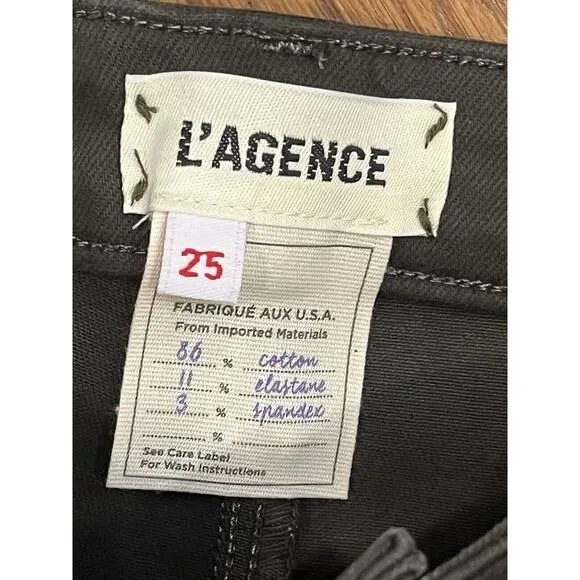 L'AGENCE
25
FABRIQUÉ AUX U.S.A.
From Imported Materials
86 % cotton
11 % elastane
3 % spandex
%
See Care Label
For Wash Instructions